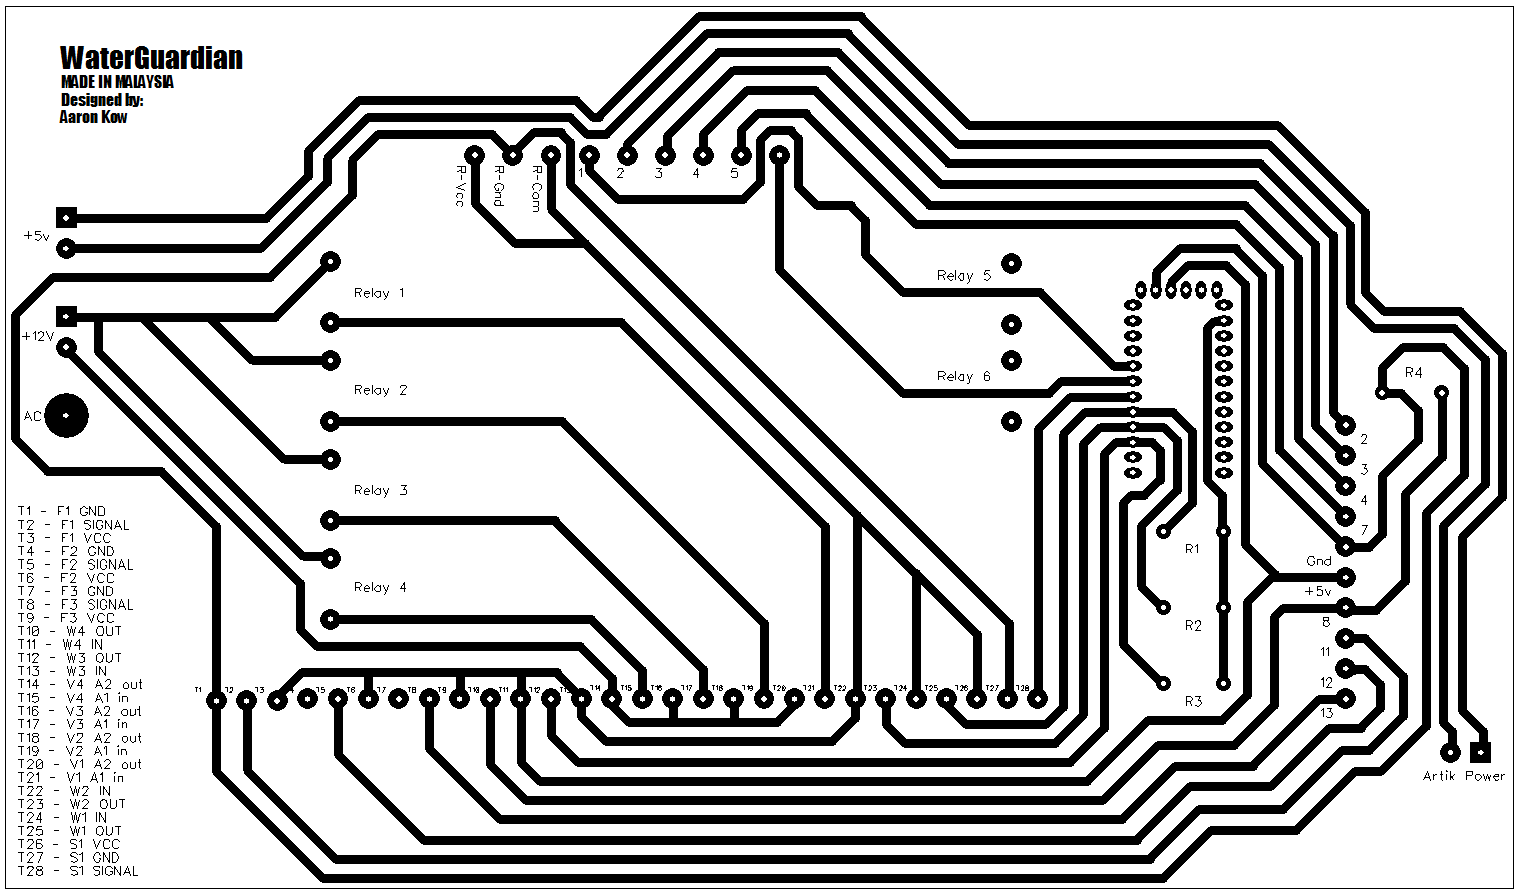 WaterGuardian
MADE IN MALAYSIA
Designed by:
Aaron Kow
R-Vcc
R-Gnd
R-Com
1
2
3
4
5
+5v
+12V
AC
Relay 1
Relay 2
Relay 3
Relay 4
Relay 5
Relay 6
R4
R1
R2
R3
2
3
4
7
Gnd
+5v
8
11
12
13
Artik Power
T1 - F1 GND
T2 - F1 SIGNAL
T3 - F1 VCC
T4 - F2 GND
T5 - F2 SIGNAL
T6 - F2 VCC
T7 - F3 GND
T8 - F3 SIGNAL
T9 - F3 VCC
T10 - W4 OUT
T11 - W4 IN
T12 - W3 OUT
T13 - W3 IN
T14 - V4 A2 out
T15 - V4 A1 in
T16 - V3 A2 out
T17 - V3 A1 in
T18 - V2 A2 out
T19 - V2 A1 in
T20 - V1 A2 out
T21 - V1 A1 in
T22 - W2 IN
T23 - W2 OUT
T24 - W1 IN
T25 - W1 OUT
T26 - S1 VCC
T27 - S1 GND
T28 - S1 SIGNAL
T1 T2 T3 T5 T6 T7 T8 T9 T10 T11 T12 T13 T14 T15 T16 T17 T18 T19 T20 T21 T22 T23 T24 T25 T26 T27 T28